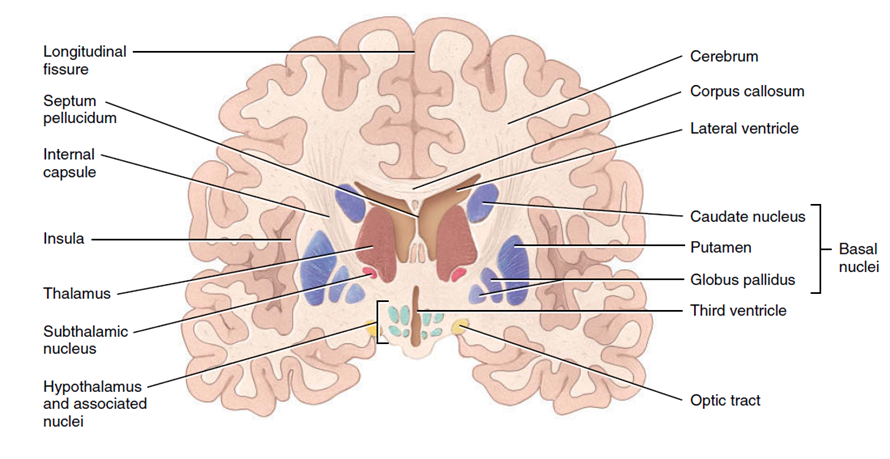 Longitudinal
fissure
Septum
pellucidum
Internal
capsule
Insula
Thalamus
Subthalamic
nucleus
Hypothalamus
and associated
nuclei
Cerebrum
Corpus callosum
Lateral ventricle
Caudate nucleus
Putamen
Globus pallidus
Basal
nuclei
Third ventricle
Optic tract